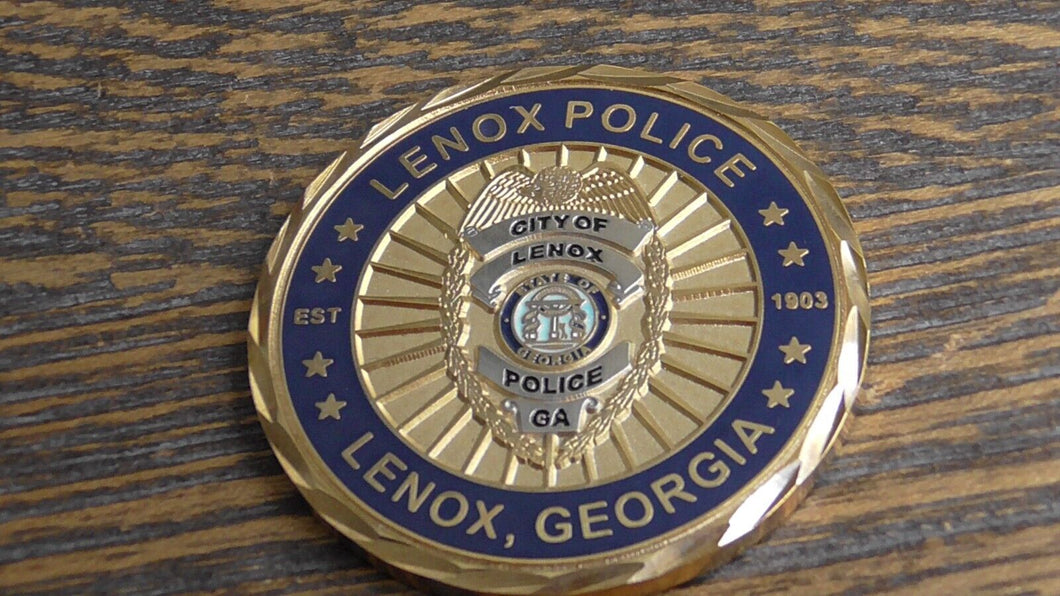 LENOX POLICE
EST
1903
CITY OF
LENOX
STATE OF
GEORGIA
POLICE
GA
LENOX, GEORGIA